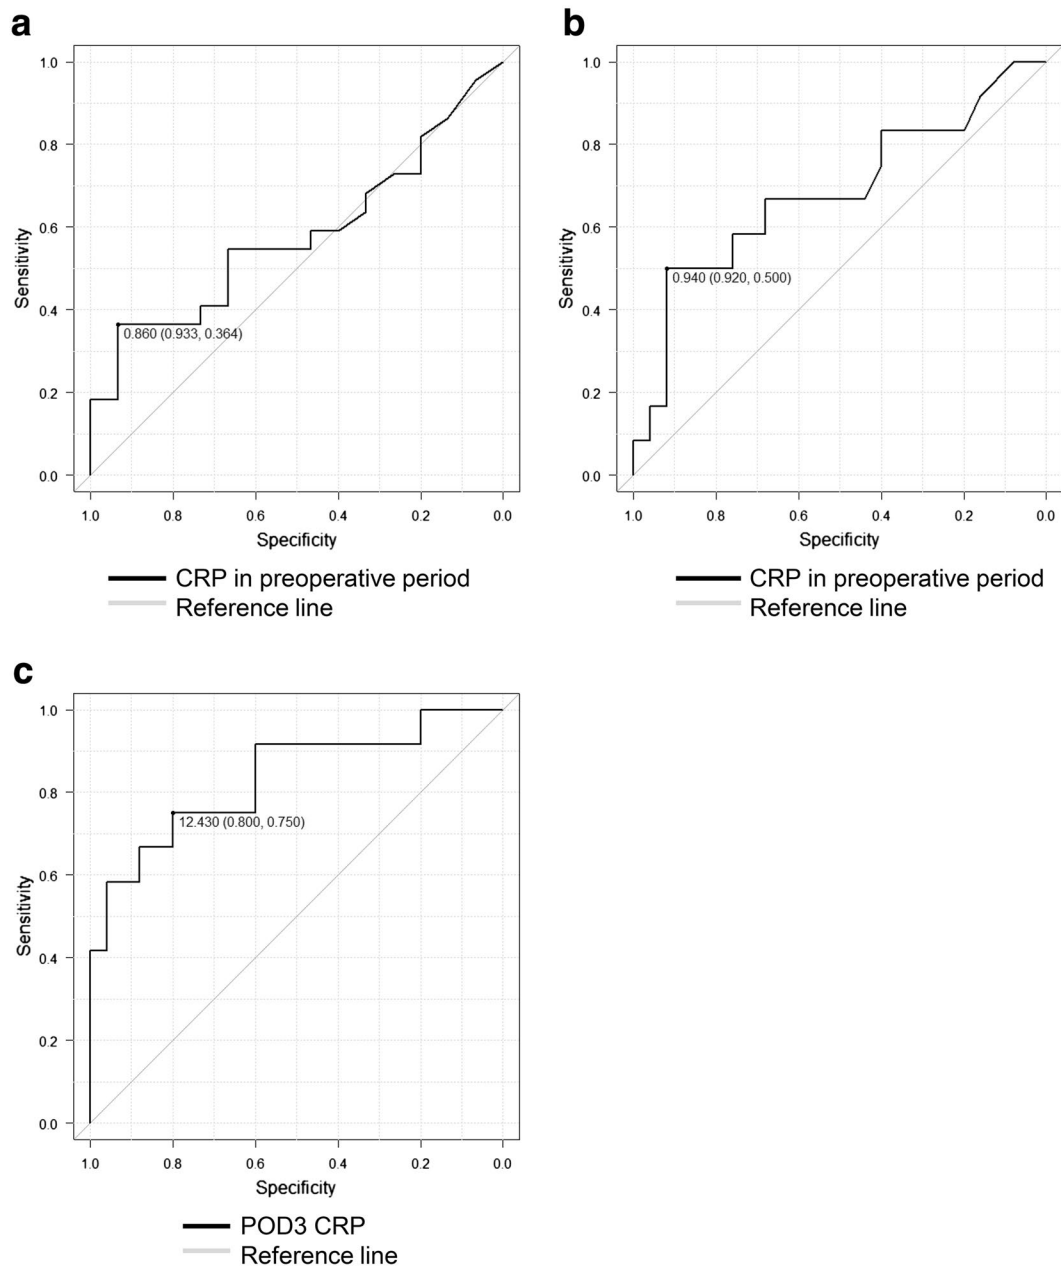 a
1.0
0.8
0.6
0.4
0.2
0.0
Sensitivity
0.860 (0.933, 0.364)
1.0 0.8 0.6 0.4 0.2 0.0
Specificity
CRP in preoperative period
Reference line
b
1.0
0.8
0.6
0.4
0.2
0.0
Sensitivity
0.940 (0.920, 0.500)
1.0 0.8 0.6 0.4 0.2 0.0
Specificity
CRP in preoperative period
Reference line
c
1.0
0.8
0.6
0.4
0.2
0.0
Sensitivity
12.430 (0.800, 0.750)
1.0 0.8 0.6 0.4 0.2 0.0
Specificity
POD3 CRP
Reference line